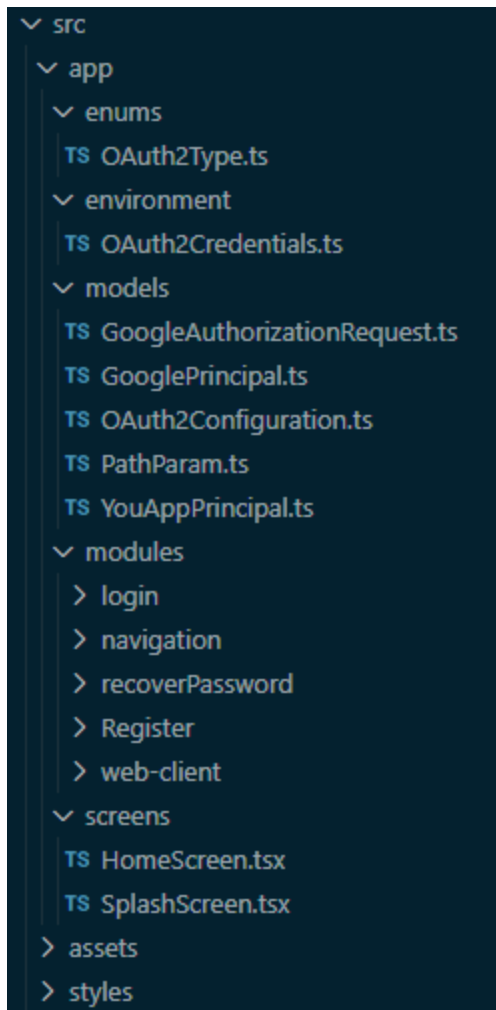 src
app
enums
TS OAuth2Type.ts
environment
TS OAuth2Credentials.ts
models
TS GoogleAuthorizationRequest.ts
TS GooglePrincipal.ts
TS OAuth2Configuration.ts
TS PathParam.ts
TS YouAppPrincipal.ts
modules
login
navigation
recoverPassword
Register
web-client
screens
TS HomeScreen.tsx
TS SplashScreen.tsx
assets
styles